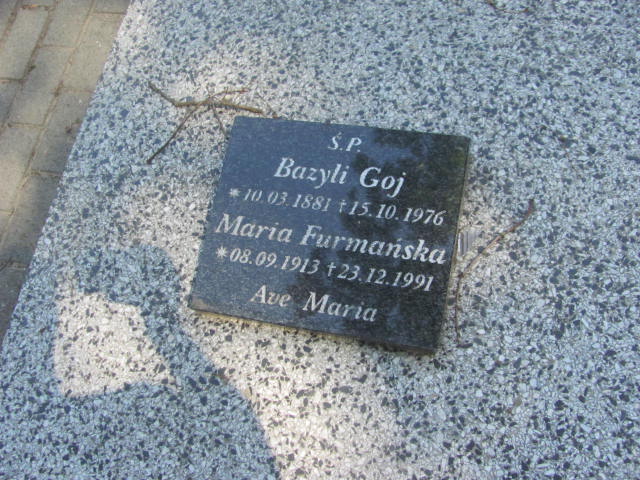 Ś.P.
Bazyli Goj
*10.03.1881 †15.10.1976
Maria Furmańska
*08.09.1913 †23.12.1991
Ave Maria